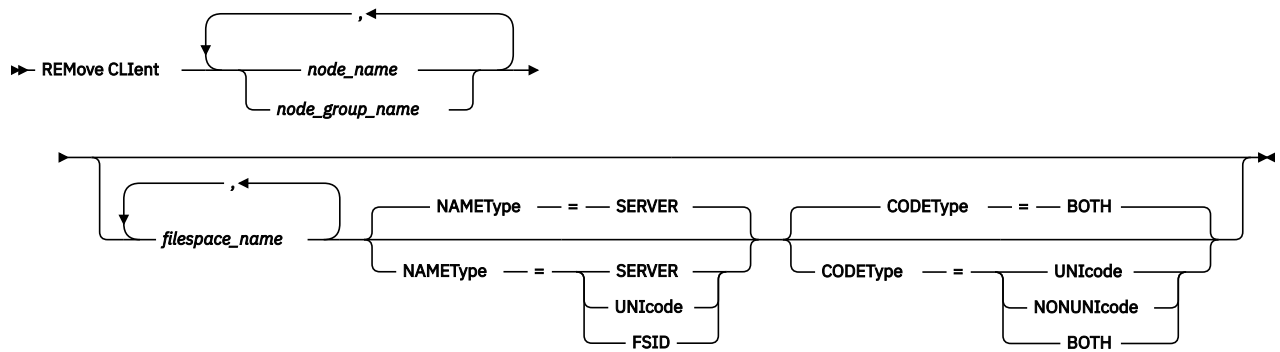 ,
REMove CLIent node_name
node_group_name
,
NAMEType = SERVER CODEType = BOTH
filespace_name
NAMEType = SERVER CODEType = UNIcode
UNIcode NONUNIcode
FSID BOTH